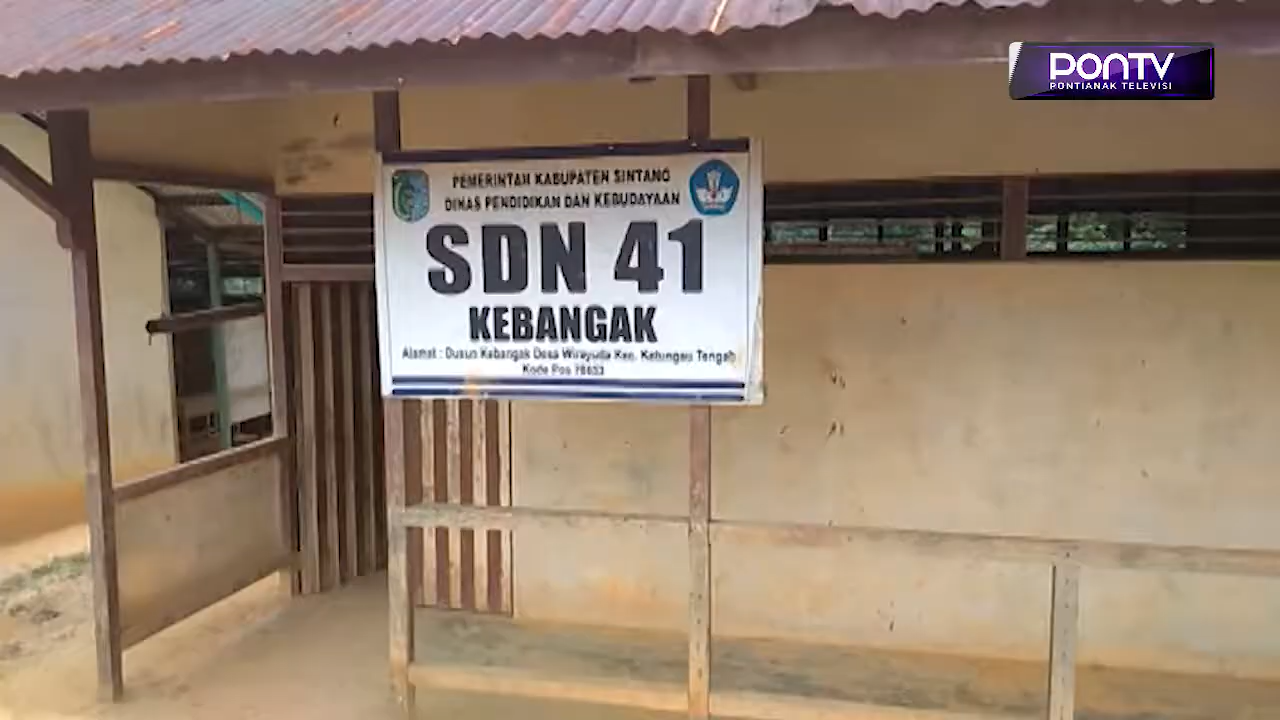 PONTV
PONTIANAK TELEVISI
PEMERINTAH KABUPATEN SINTANG
DINAS PENDIDIKAN DAN KEBUDAYAAN
SDN 41
KEBANGAK
Alamat : Dusun Kebangak Desa Wirayuda Kec. Ketungau Tengah
Kode Pos 78653